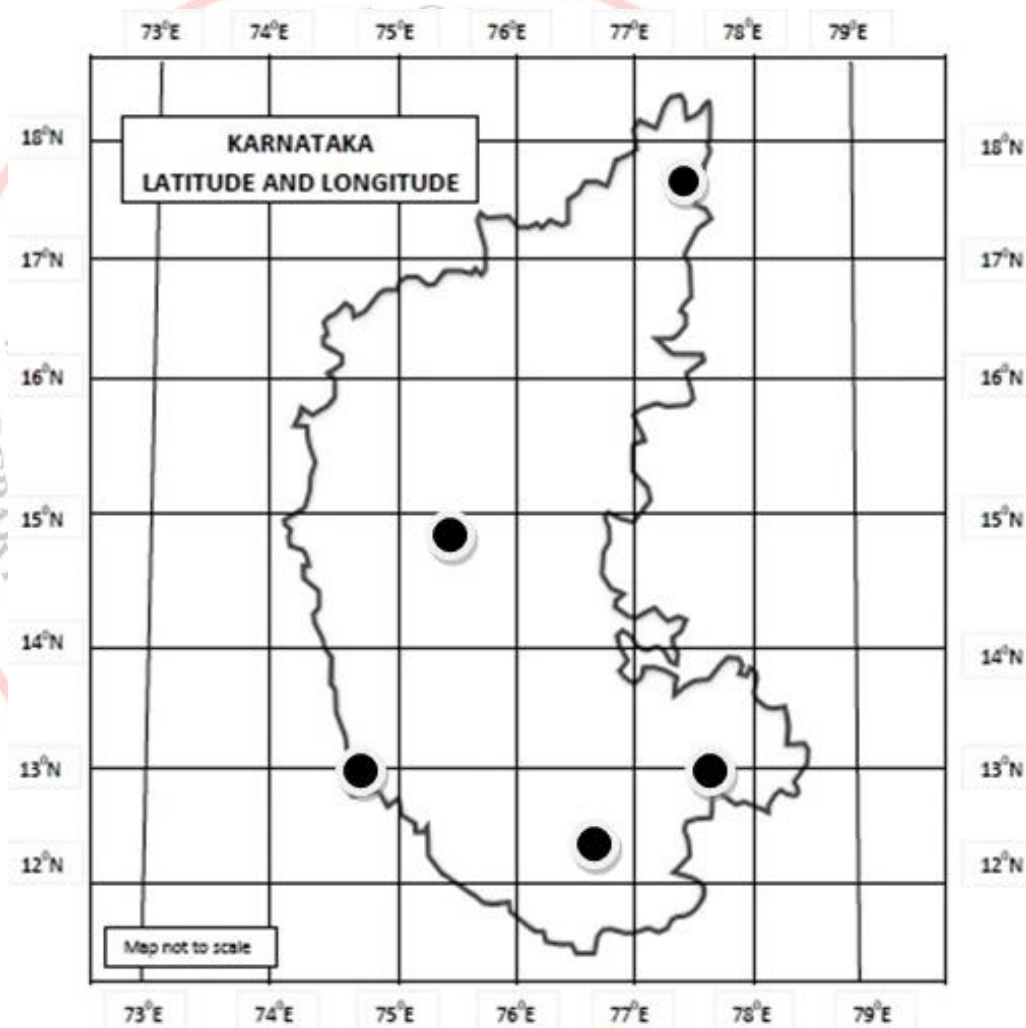 73°E 74°E 75°E 76°E 77°E 78°E 79°E
KARNATAKA
LATITUDE AND LONGITUDE
18°N 18°N
17°N 17°N
16°N 16°N
15°N 15°N
14°N 14°N
13°N 13°N
12°N 12°N
Map not to scale
73°E 74°E 75°E 76°E 77°E 78°E 79°E